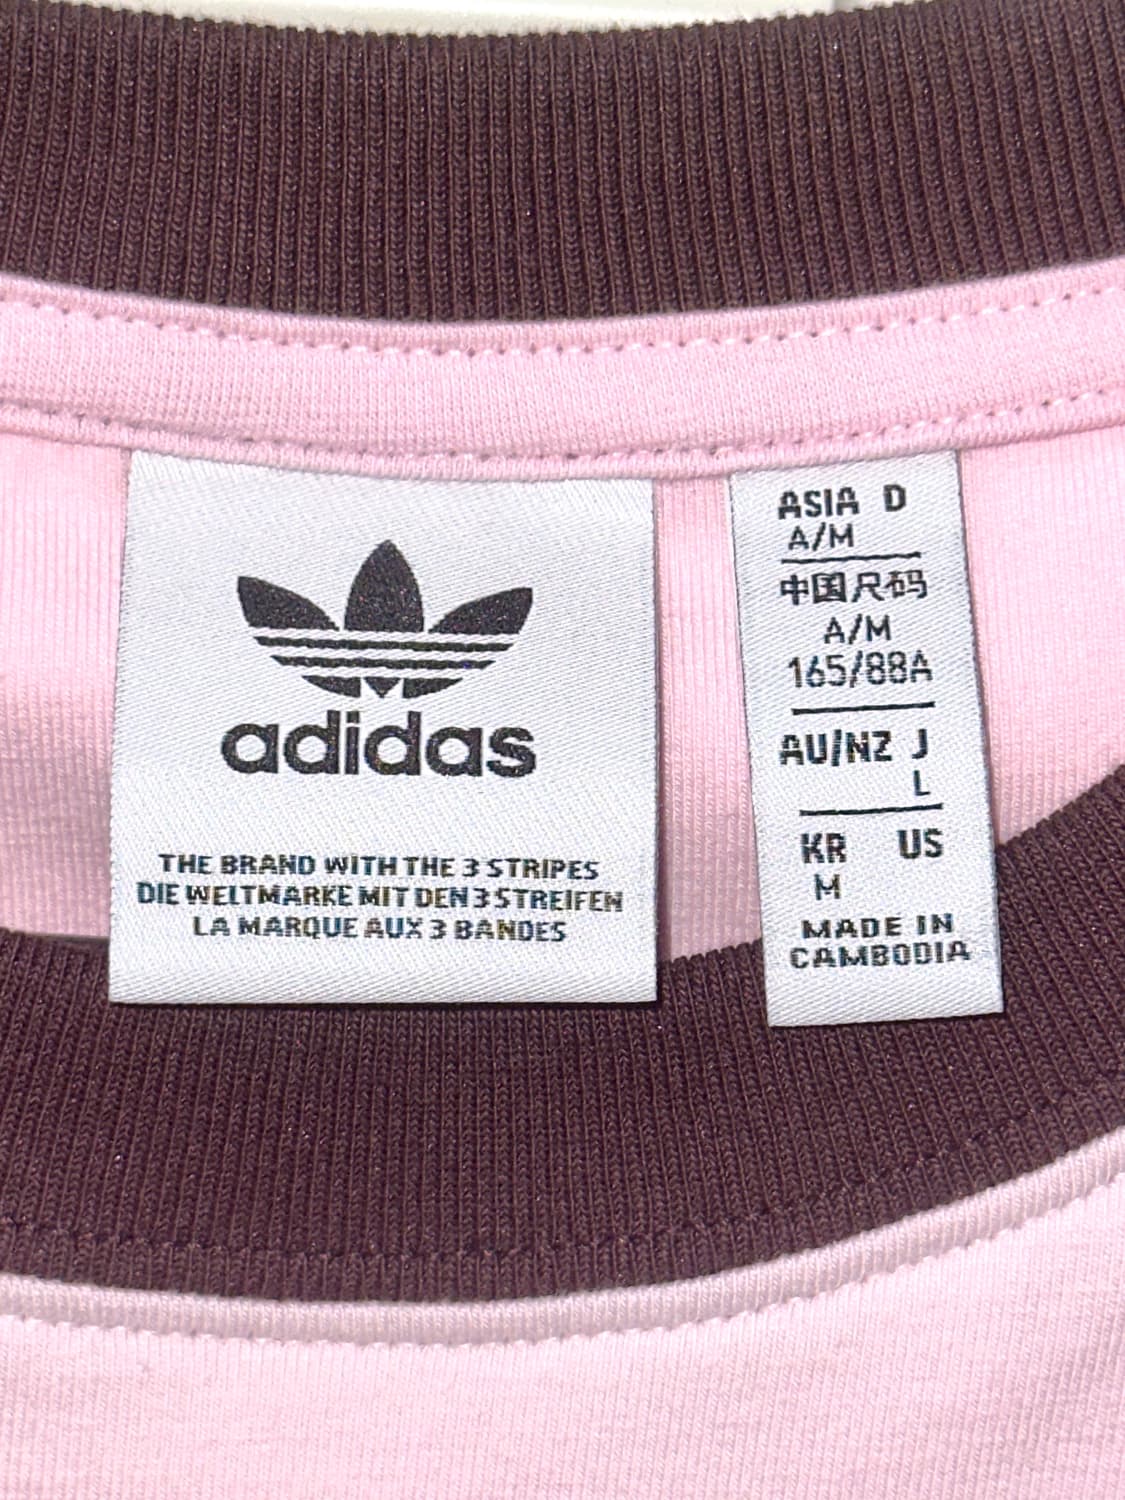 adidas
THE BRAND WITH THE 3 STRIPES
DIE WELTMARKE MIT DEN 3 STREIFEN
LA MARQUE AUX 3 BANDES
ASIA D
A/M
中国尺码
A/M
165/88A
AU/NZ J
L
KR US
M
MADE IN
CAMBODIA